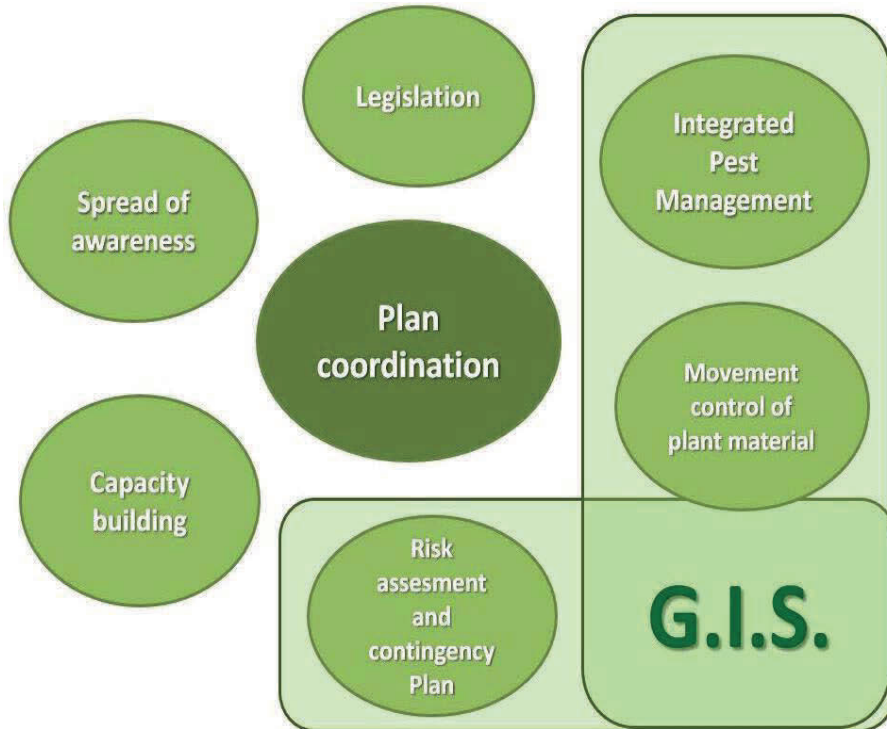 Legislation
Integrated
Pest
Management
Spread of
awareness
Plan
coordination
Movement
control of
plant material
Capacity
building
Risk
assesment
and
contingency
Plan
G.I.S.